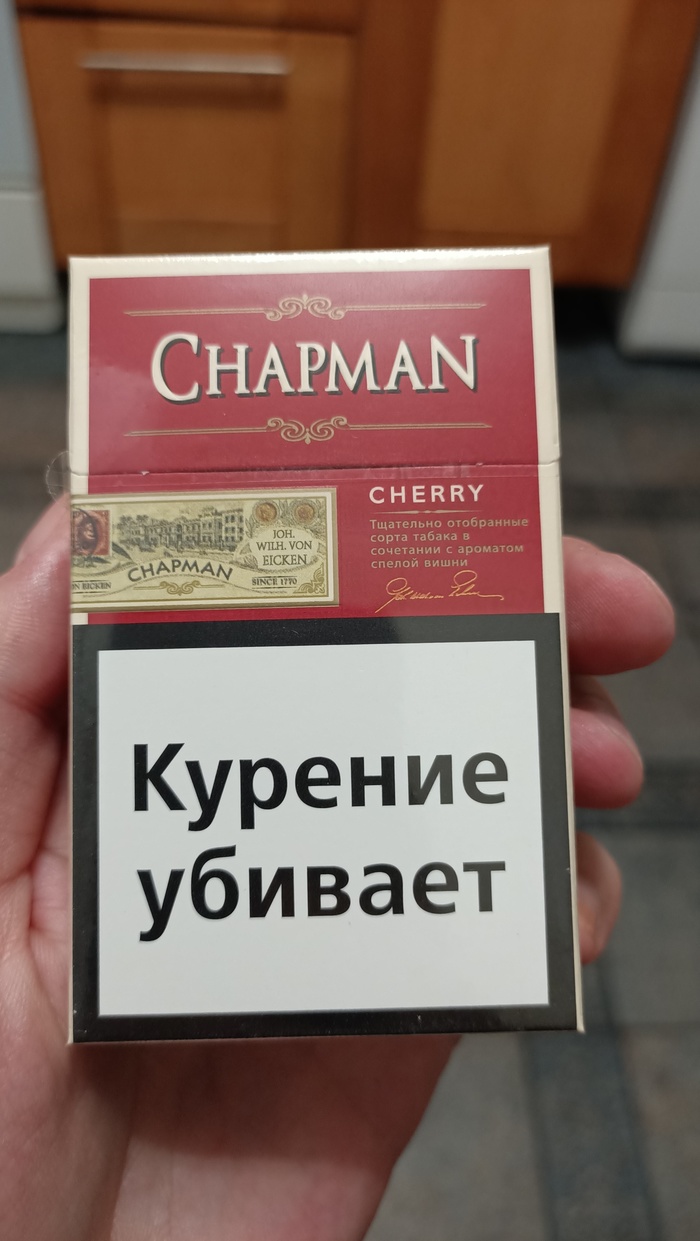 CHAPMAN
CHERRY
Тщательно отобранные
сорта табака в
сочетании с ароматом
спелой вишни
JOH.
WILH. VON
EICKEN
CHAPMAN
SINCE 1770
EICKEN
Курение
убивает